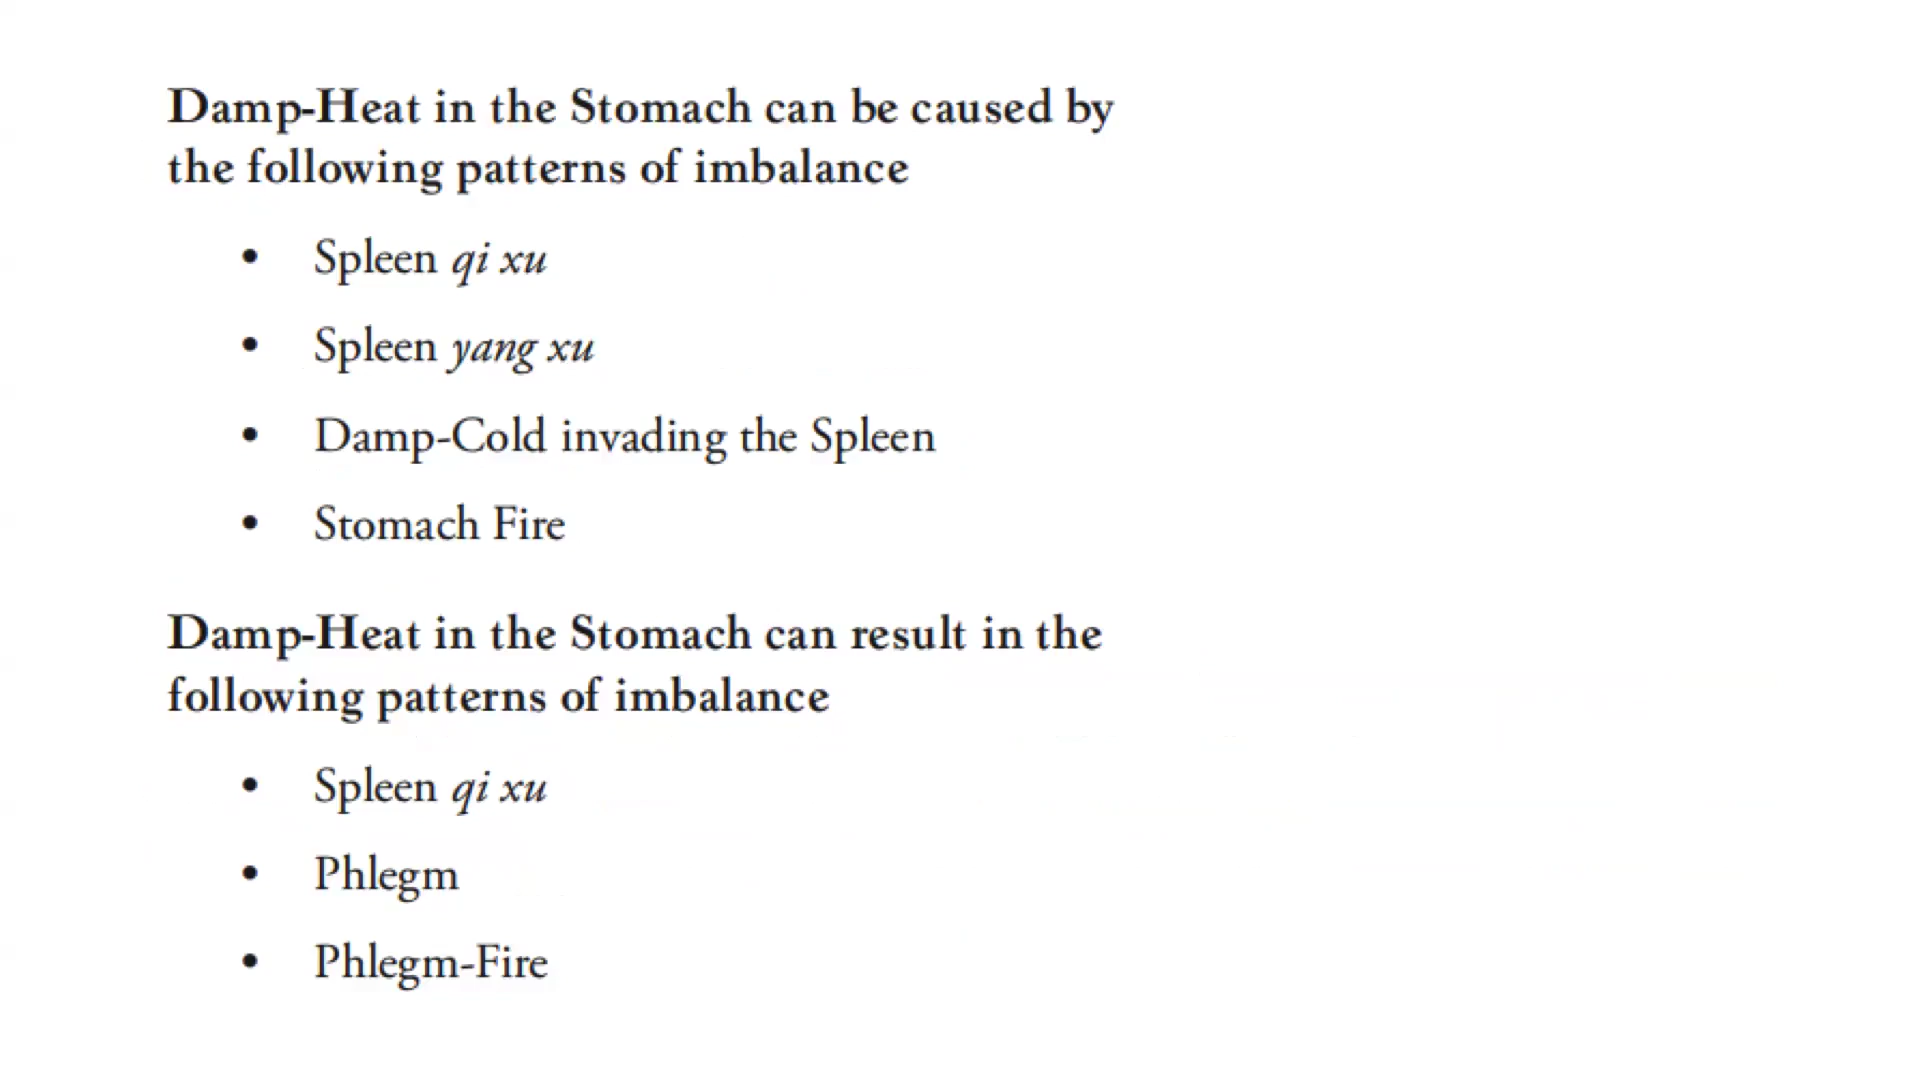 Damp-Heat in the Stomach can be caused by
the following patterns of imbalance
• Spleen qi xu
• Spleen yang xu
• Damp-Cold invading the Spleen
• Stomach Fire
Damp-Heat in the Stomach can result in the
following patterns of imbalance
• Spleen qi xu
• Phlegm
• Phlegm-Fire